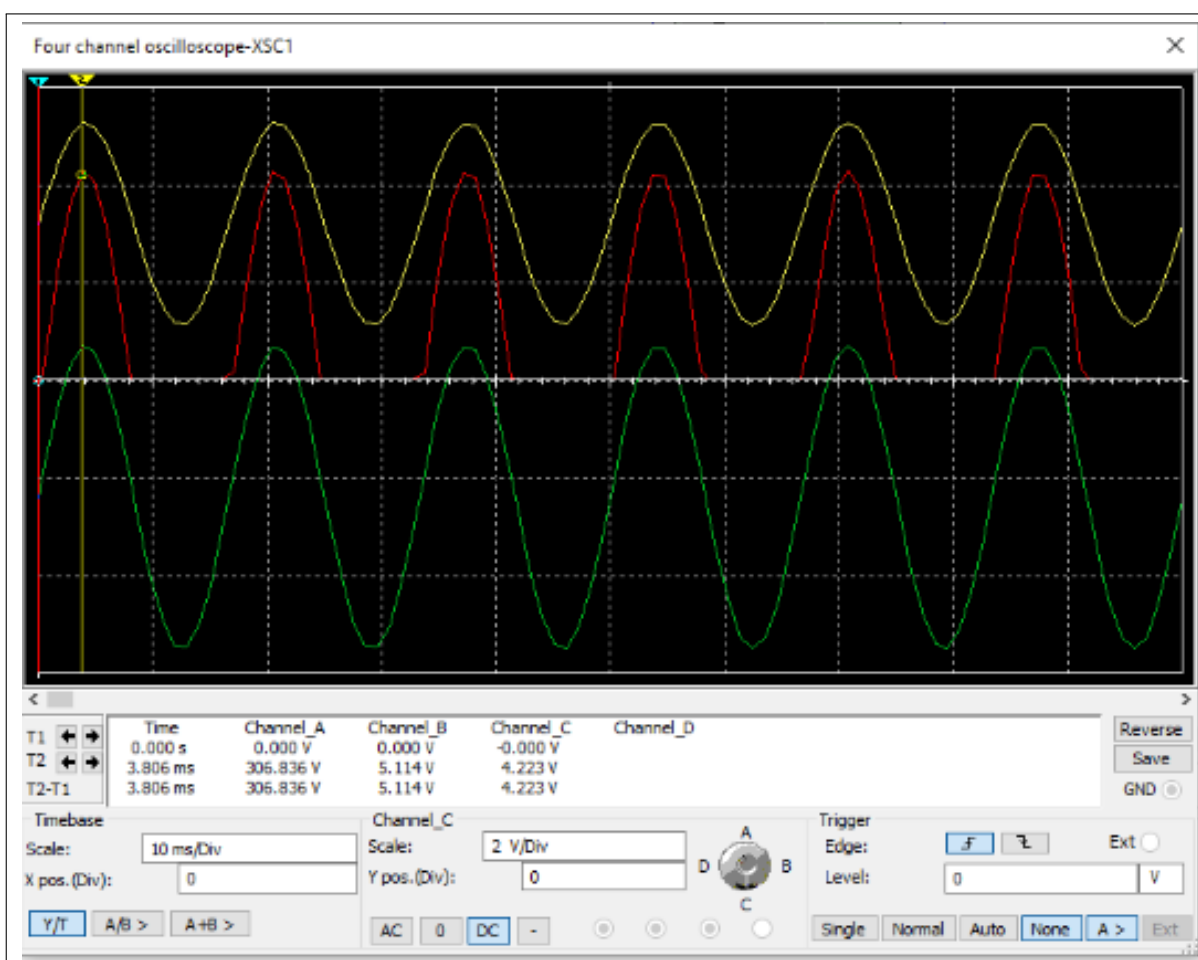 Four channel oscilloscope-XSC1
1 2
Time Channel_A Channel_B Channel_C Channel_D
T1 0.000 s 0.000 V 0.000 V -0.000 V
T2 3.806 ms 306.836 V 5.114 V 4.223 V
T2-T1 3.806 ms 306.836 V 5.114 V 4.223 V
Reverse
Save
GND
Timebase
Scale: 10 ms/Div
X pos.(Div): 0
Y/T A/B > A+B >
Channel_C
Scale: 2 V/Div
Y pos.(Div): 0
AC 0 DC -
A
D B
C
Trigger
Edge: Ext
Level: 0 V
Single Normal Auto None A > Ext